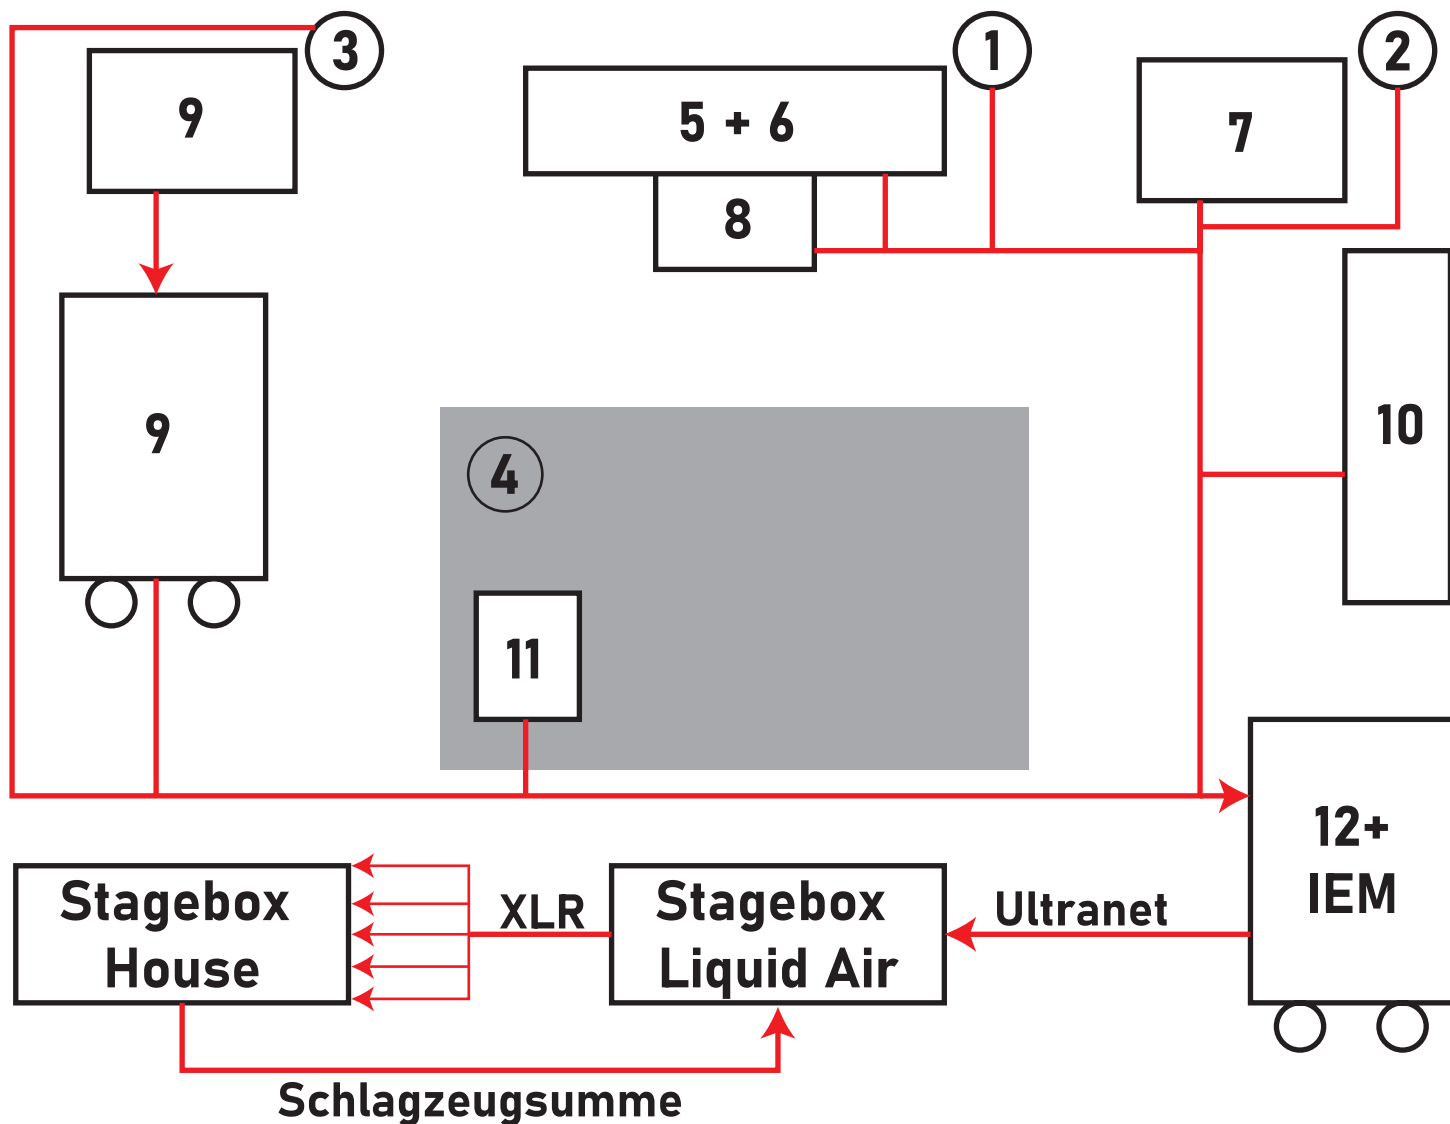 3
1
2
9
5 + 6
7
8
9
10
4
11
12+
IEM
Stagebox
House
XLR
Stagebox
Liquid Air
Ultranet
Schlagzeugsumme